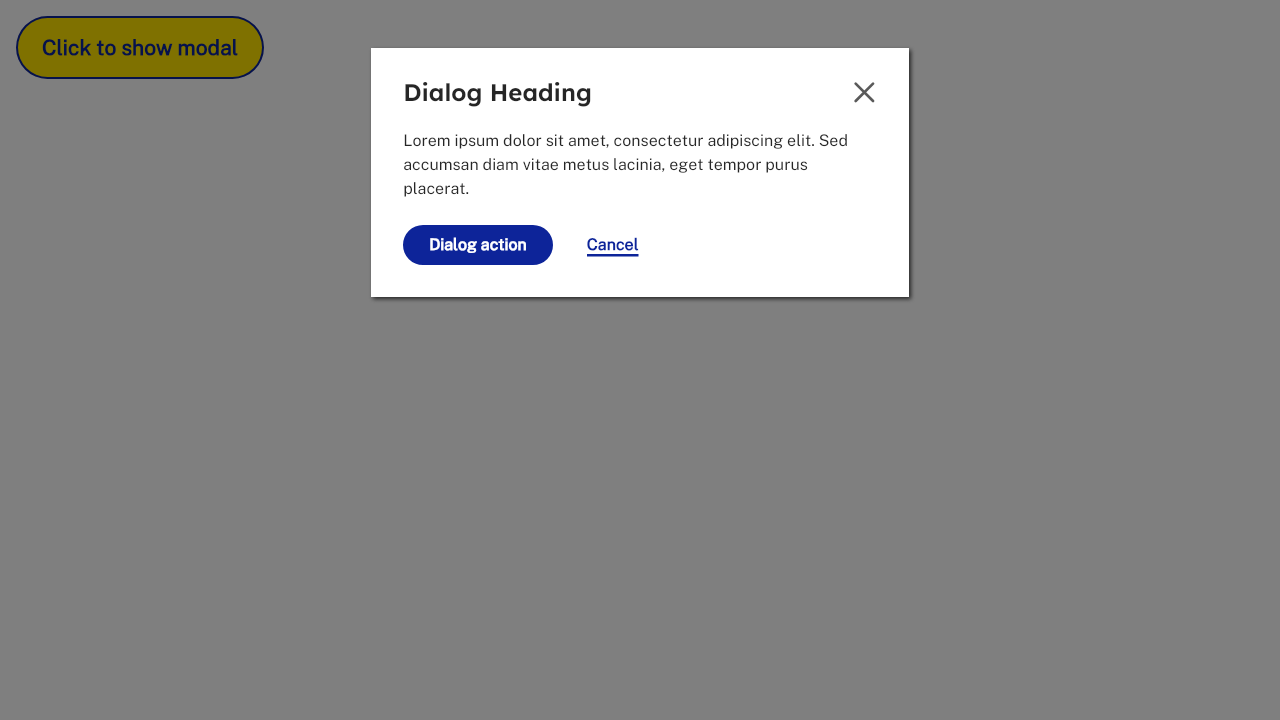 Click to show modal
Dialog Heading
Lorem ipsum dolor sit amet, consectetur adipiscing elit. Sed
accumsan diam vitae metus lacinia, eget tempor purus
placerat.
Dialog action
Cancel